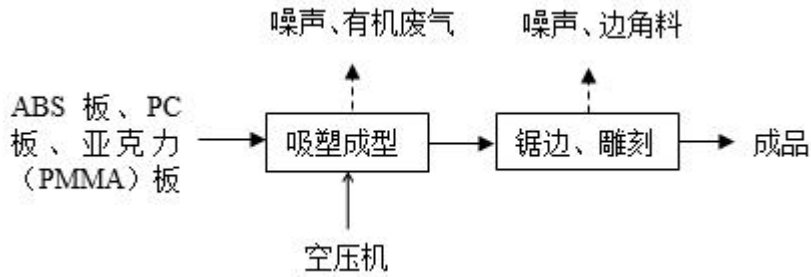 噪声、有机废气
噪声、边角料
ABS 板、PC
板、亚克力
（PMMA）板
吸塑成型
锯边、雕刻
成品
空压机